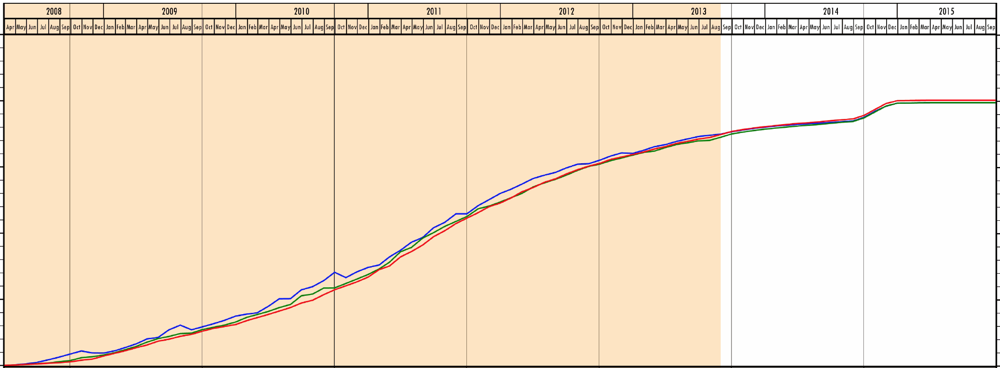 2008 2009 2010 2011 2012 2013 2014 2015
Apr May Jun Jul Aug Sep Oct Nov Dec Jan Feb Mar Apr May Jun Jul Aug Sep Oct Nov Dec Jan Feb Mar Apr May Jun Jul Aug Sep Oct Nov Dec Jan Feb Mar Apr May Jun Jul Aug Sep Oct Nov Dec Jan Feb Mar Apr May Jun Jul Aug Sep Oct Nov Dec Jan Feb Mar Apr May Jun Jul Aug Sep Oct Nov Dec Jan Feb Mar Apr May Jun Jul Aug Sep Oct Nov Dec Jan Feb Mar Apr May Jun Jul Aug Sep